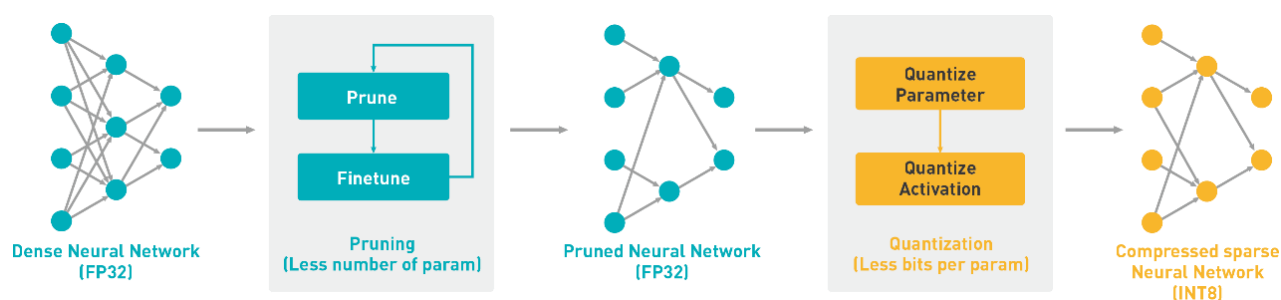 Prune
Finetune
Quantize
Parameter
Quantize
Activation
Dense Neural Network
(FP32)
Pruning
(Less number of param)
Pruned Neural Network
(FP32)
Quantization
(Less bits per param)
Compressed sparse
Neural Network
(INT8)